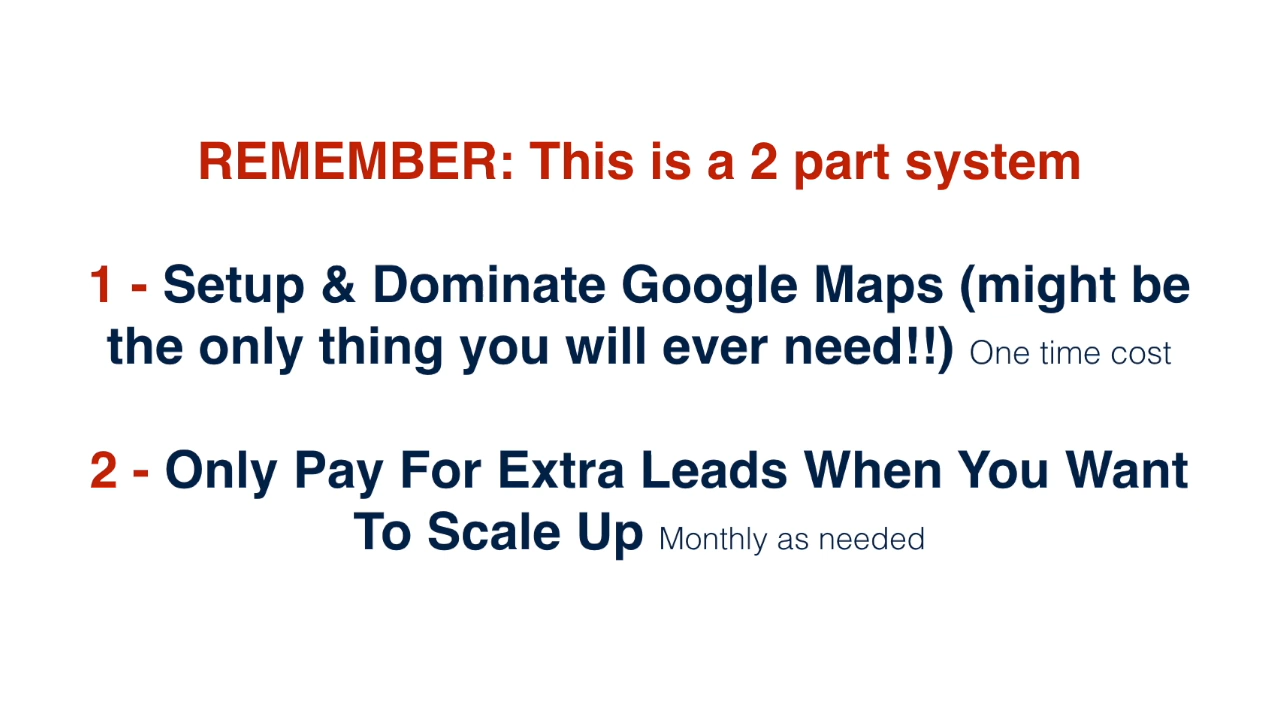 REMEMBER: This is a 2 part system
1 - Setup & Dominate Google Maps (might be
the only thing you will ever need!!) One time cost
2 - Only Pay For Extra Leads When You Want
To Scale Up Monthly as needed